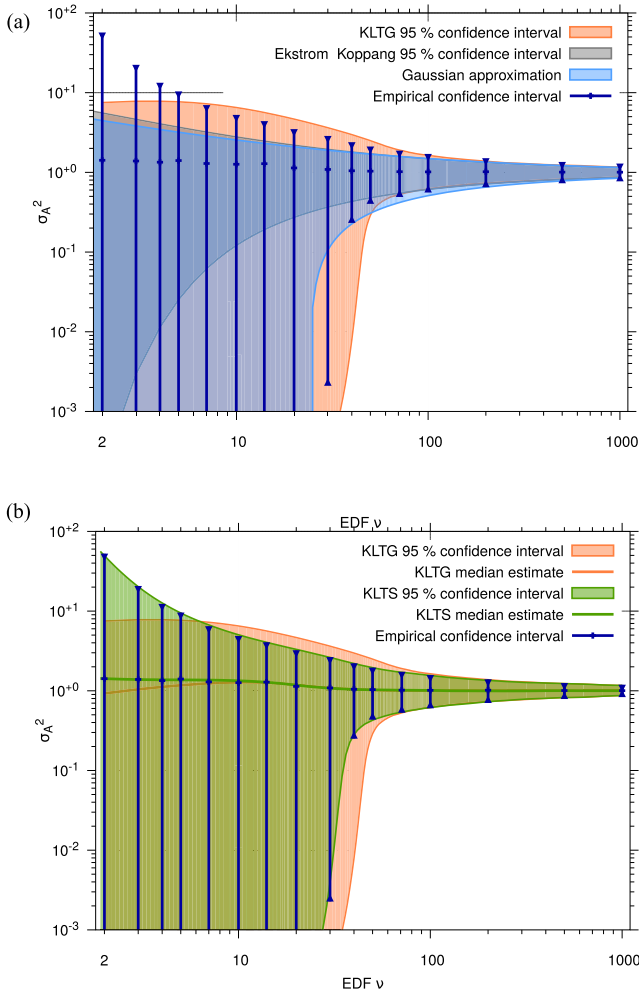 (a)
KLTG 95 % confidence interval
Ekstrom Koppang 95 % confidence interval
Gaussian approximation
Empirical confidence interval
10+2
10+1
10+0
10-1
10-2
10-3
σA2
2 10 100 1000
EDF ν
(b)
KLTG 95 % confidence interval
KLTG median estimate
KLTS 95 % confidence interval
KLTS median estimate
Empirical confidence interval
10+2
10+1
10+0
10-1
10-2
10-3
σA2
2 10 100 1000
EDF ν